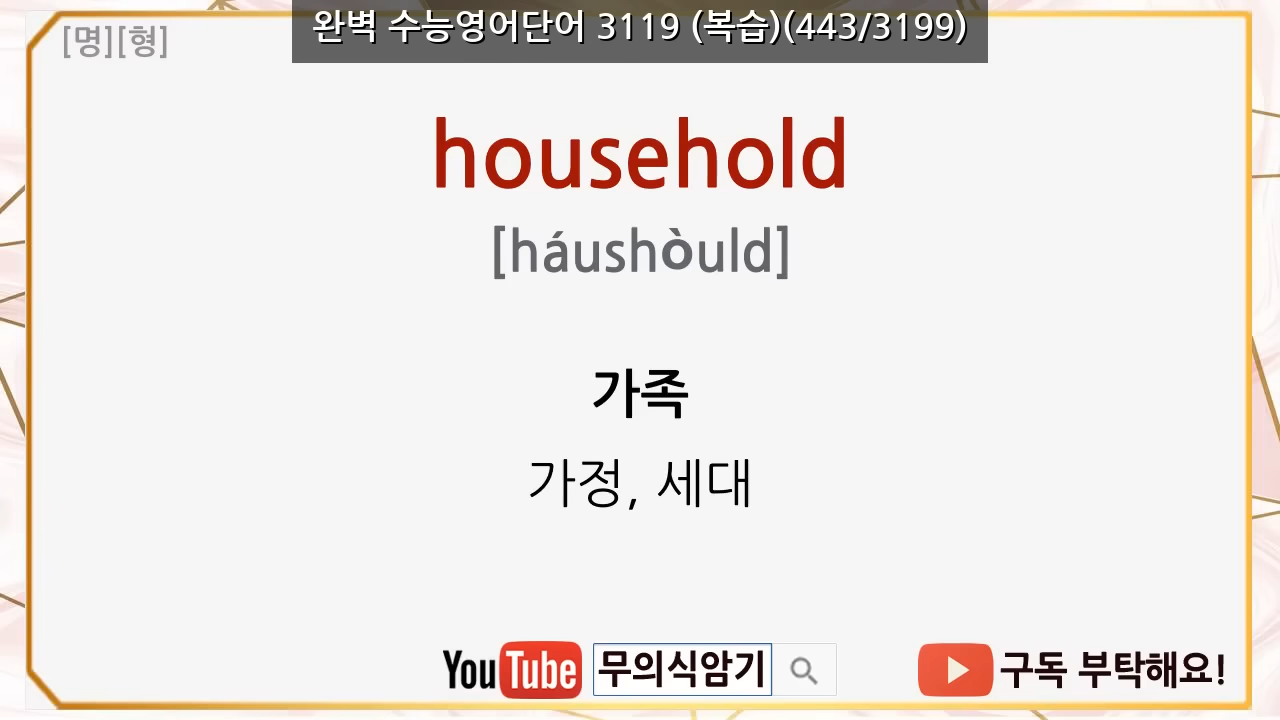 완벽 수능영어단어 3119 (복습)(443/3199)
[명][형]
household
[háushòuld]
가족
가정, 세대
YouTube 무의식암기 구독 부탁해요!